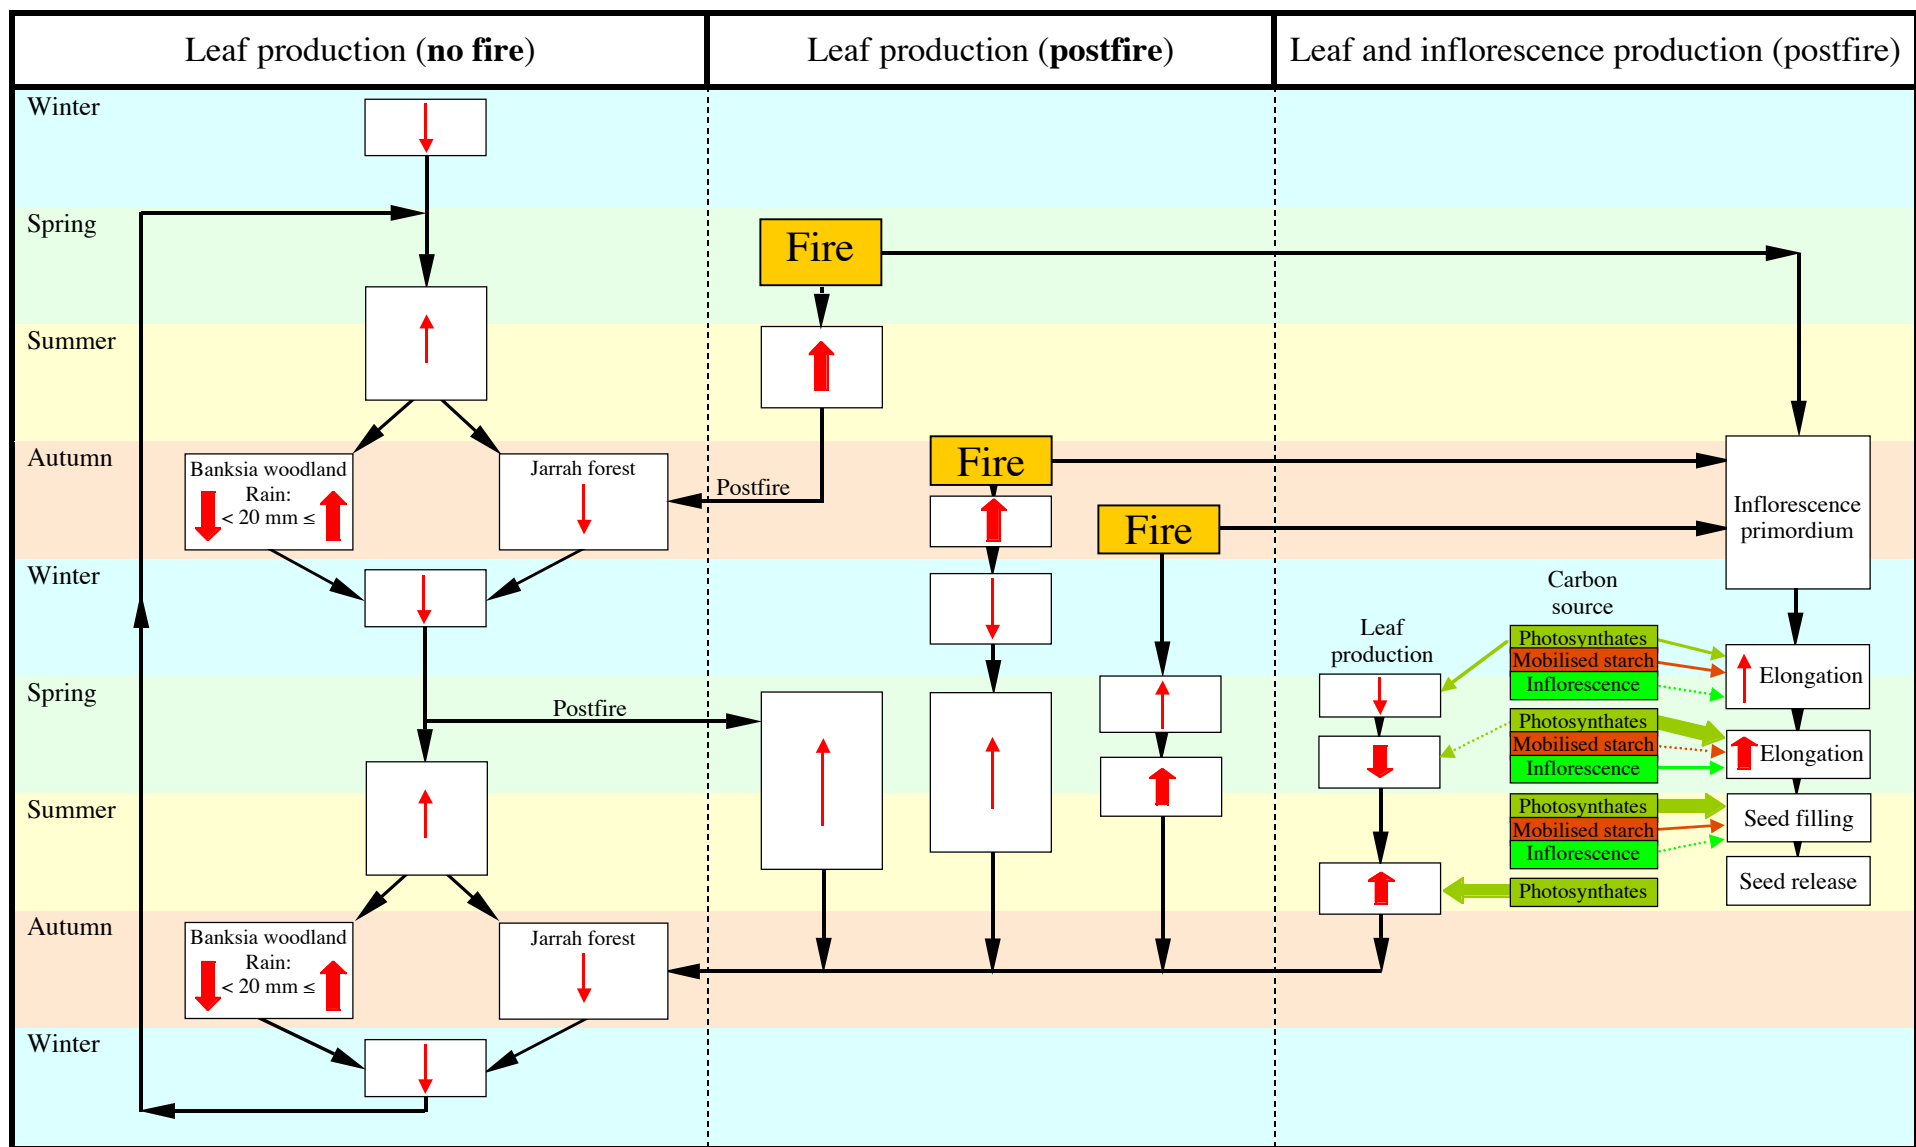 Leaf production (no fire)
Leaf production (postfire)
Leaf and inflorescence production (postfire)
Winter
Spring
Fire
Summer
Autumn
Banksia woodland
Rain:
< 20 mm ≤
Jarrah forest
Postfire
Fire
Fire
Inflorescence
primordium
Winter
Carbon
source
Leaf
production
Photosynthates
Mobilised starch
Inflorescence
Elongation
Spring
Postfire
Photosynthates
Mobilised starch
Inflorescence
Elongation
Summer
Photosynthates
Mobilised starch
Inflorescence
Seed filling
Photosynthates
Seed release
Autumn
Banksia woodland
Rain:
< 20 mm ≤
Jarrah forest
Winter